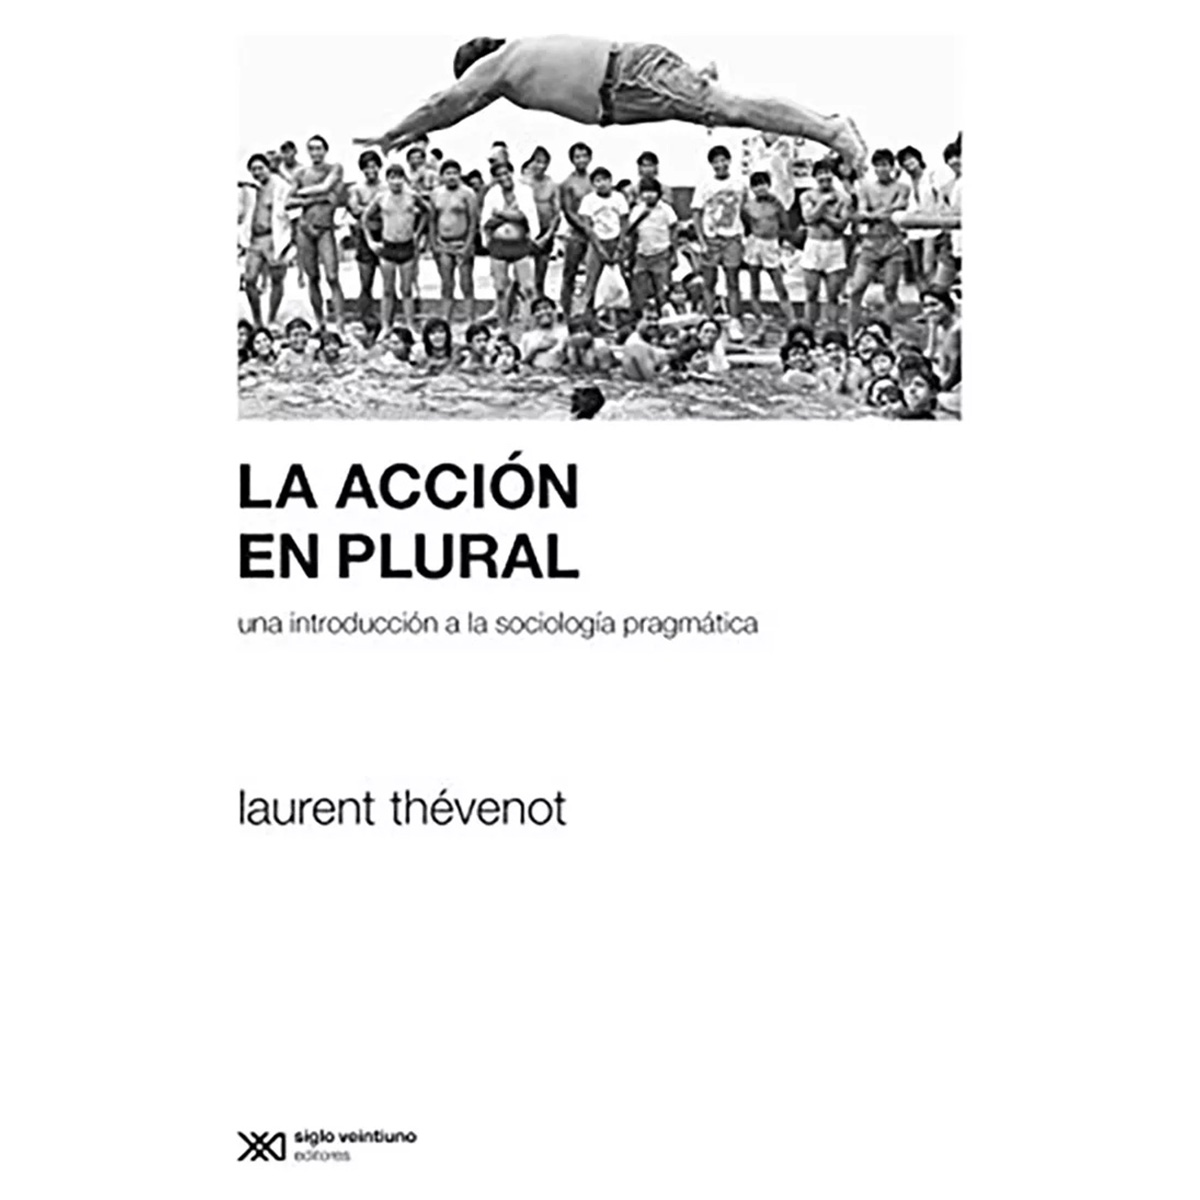 LA ACCIÓN
EN PLURAL
una introducción a la sociología pragmática
laurent thévenot
siglo veintiuno
editores